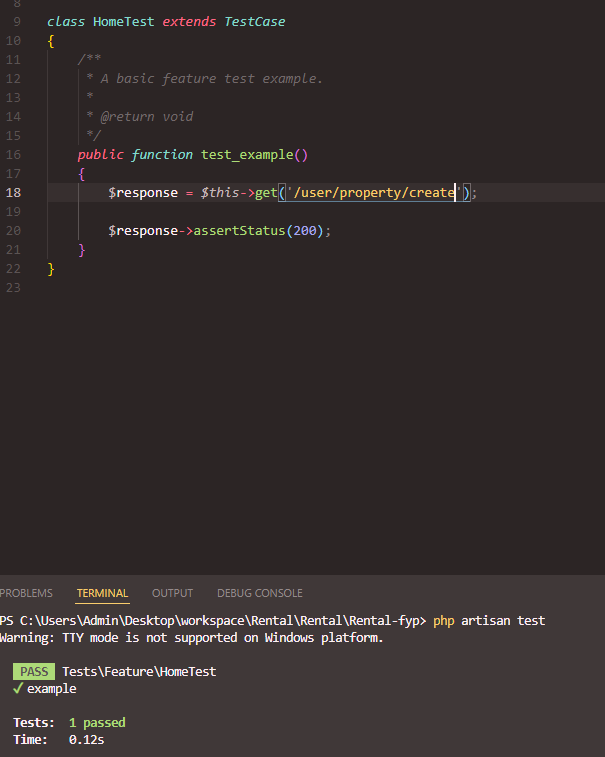 8
9 class HomeTest extends TestCase
10 {
11 /**
12 * A basic feature test example.
13 *
14 * @return void
15 */
16 public function test_example()
17 {
18 $response = $this->get('/user/property/create');
19
20 $response->assertStatus(200);
21 }
22 }
23
PROBLEMS TERMINAL OUTPUT DEBUG CONSOLE
PS C:\Users\Admin\Desktop\workspace\Rental\Rental\Rental-fyp> php artisan test
Warning: TTY mode is not supported on Windows platform.
PASS Tests\Feature\HomeTest
✓ example
Tests: 1 passed
Time: 0.12s